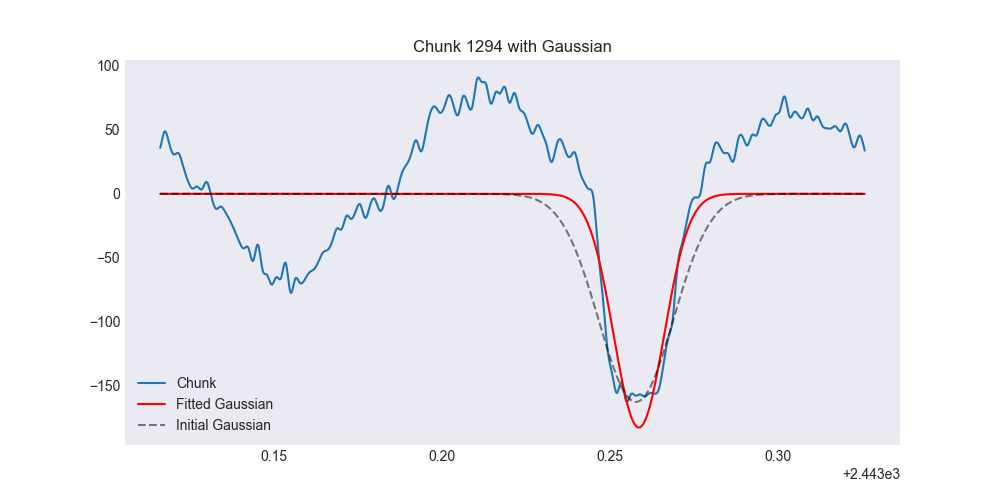 Chunk 1294 with Gaussian
100
50
0
−50
−100
−150
Chunk
Fitted Gaussian
Initial Gaussian
0.15 0.20 0.25 0.30
+2.443e3